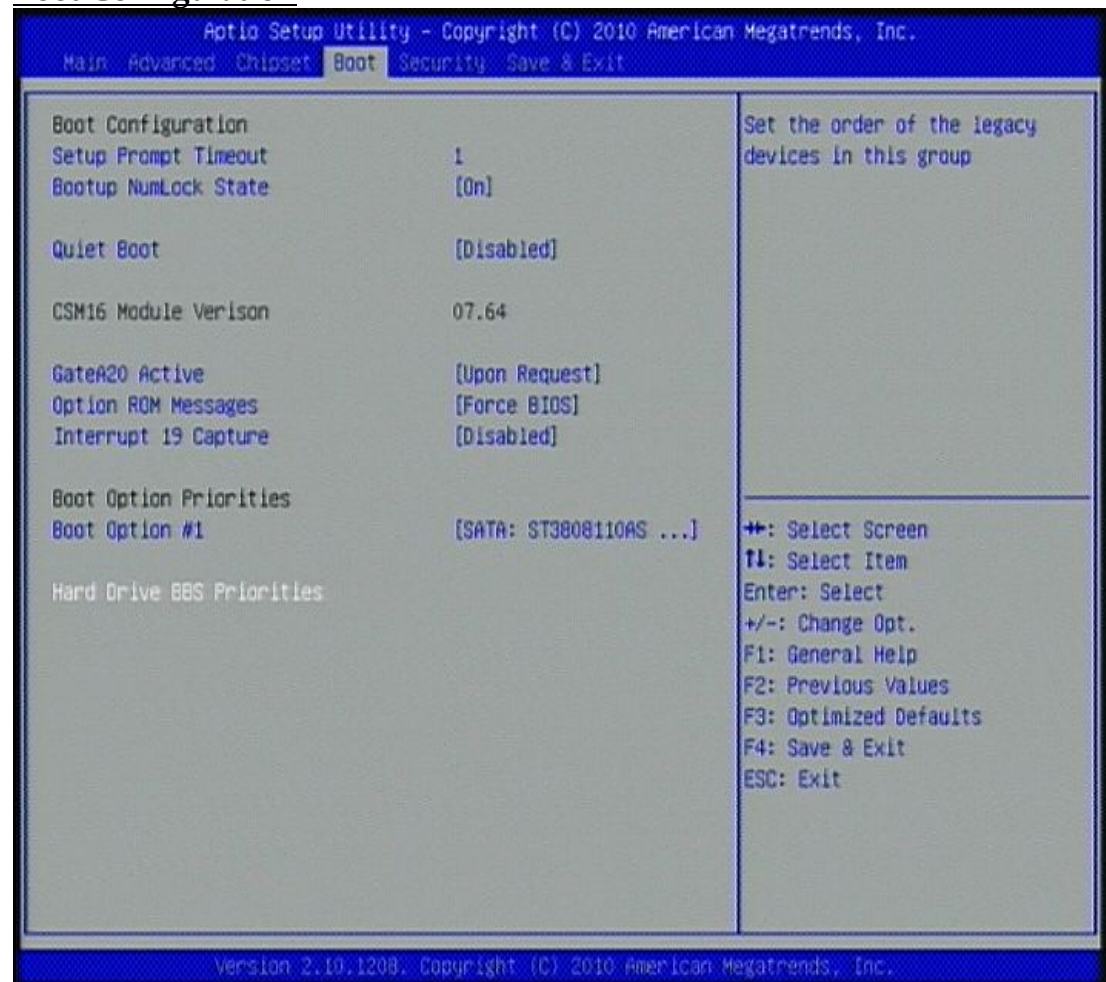 Aptio Setup Utility - Copyright (C) 2010 American Megatrends, Inc.
Main Advanced Chipset Boot Security Save & Exit
Boot Configuration
Setup Prompt Timeout 1
Bootup NumLock State [On]
Quiet Boot [Disabled]
CSM16 Module Verison 07.64
GateA20 Active [Upon Request]
Option ROM Messages [Force BIOS]
Interrupt 19 Capture [Disabled]
Boot Option Priorities
Boot Option #1 [SATA: ST3808110AS ...]
Hard Drive BBS Priorities
Set the order of the legacy
devices in this group
→←: Select Screen
↑↓: Select Item
Enter: Select
+/-: Change Opt.
F1: General Help
F2: Previous Values
F3: Optimized Defaults
F4: Save & Exit
ESC: Exit
Version 2.10.1208. Copyright (C) 2010 American Megatrends, Inc.